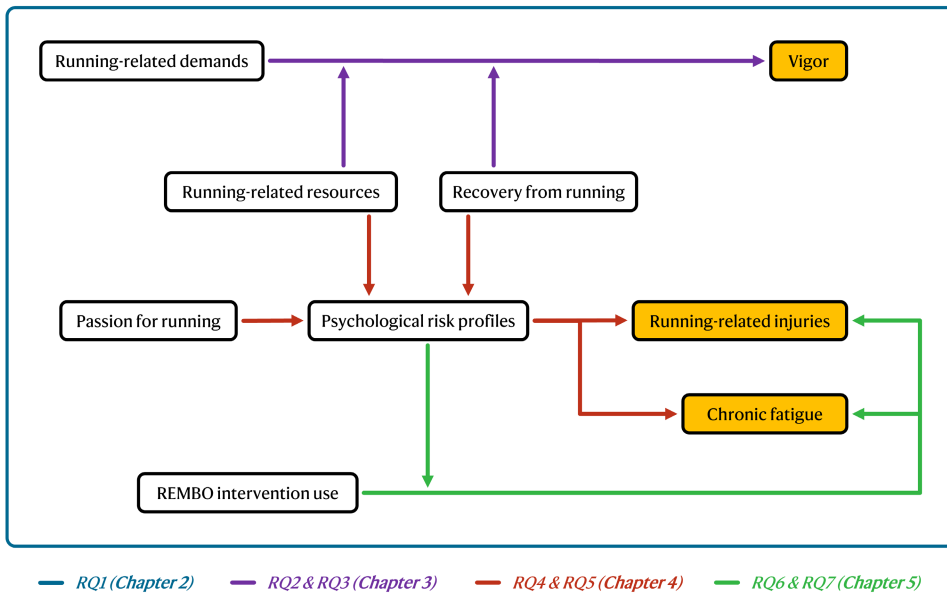 Running-related demands
Vigor
Running-related resources
Recovery from running
Passion for running
Psychological risk profiles
Running-related injuries
Chronic fatigue
REMBO intervention use
RQ1 (Chapter 2)
RQ2 & RQ3 (Chapter 3)
RQ4 & RQ5 (Chapter 4)
RQ6 & RQ7 (Chapter 5)